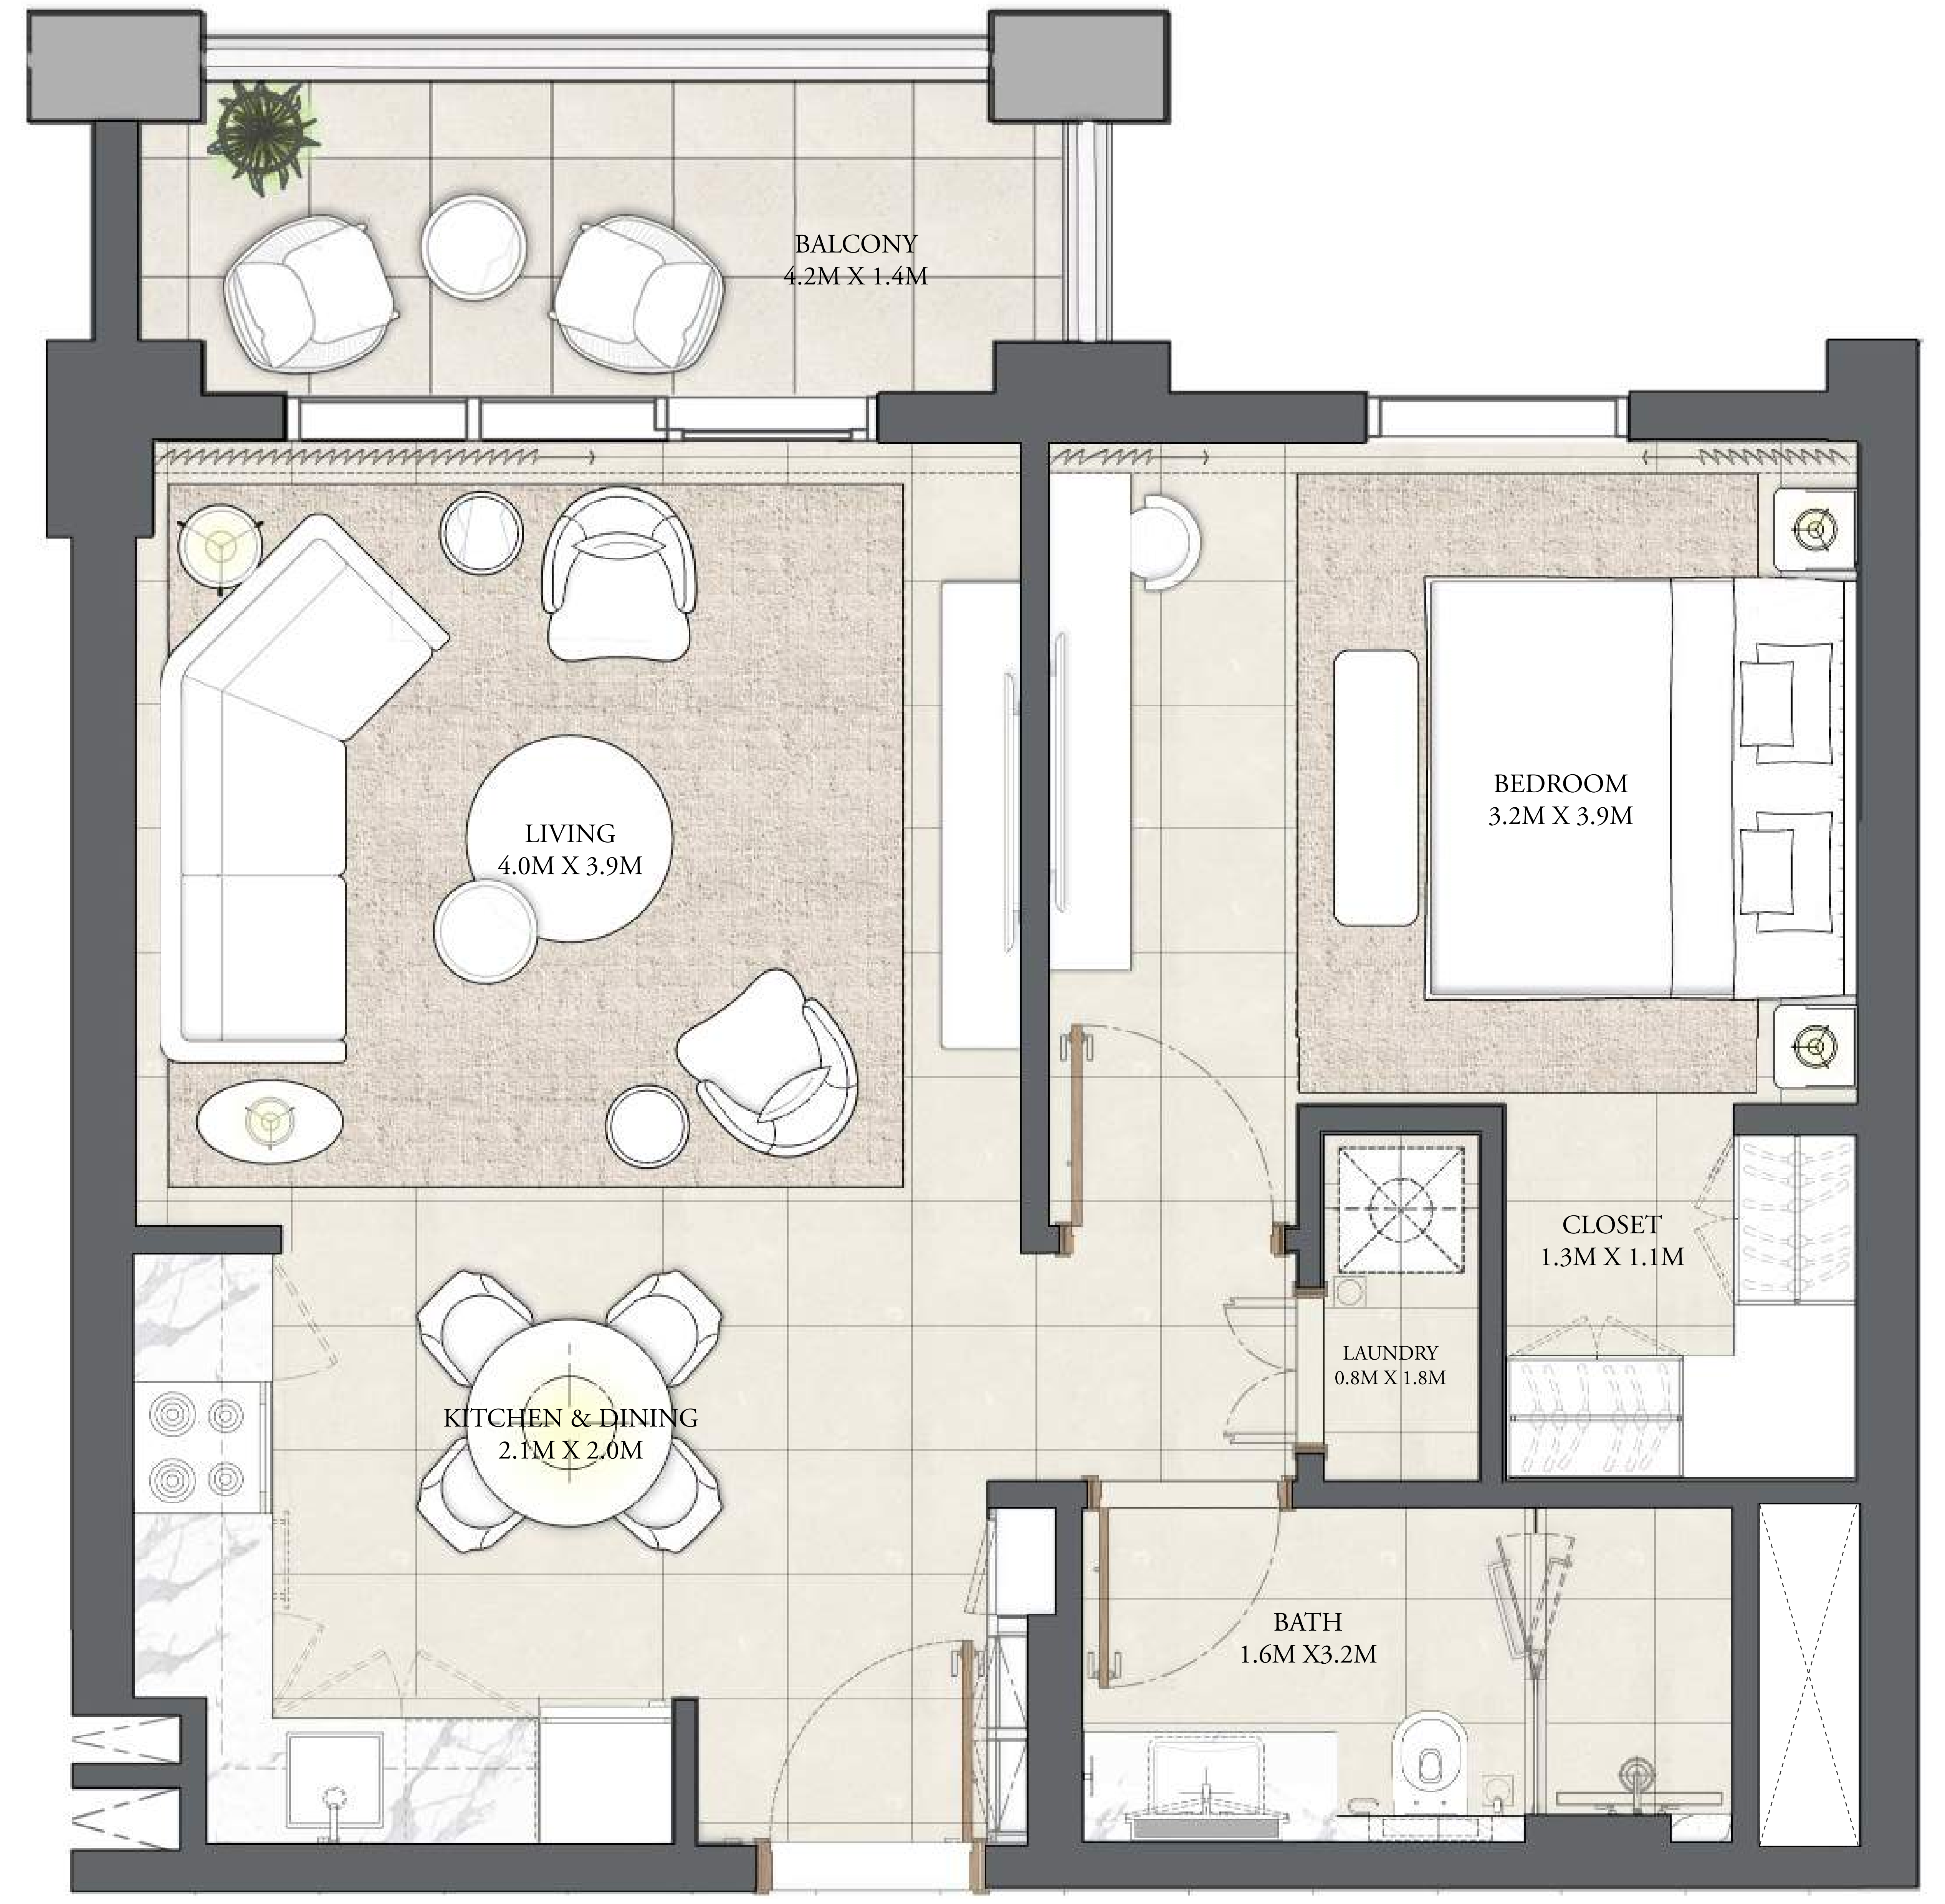 BALCONY
4.2M X 1.4M
LIVING
4.0M X 3.9M
BEDROOM
3.2M X 3.9M
CLOSET
1.3M X 1.1M
LAUNDRY
0.8M X 1.8M
KITCHEN & DINING
2.1M X 2.0M
BATH
1.6M X3.2M